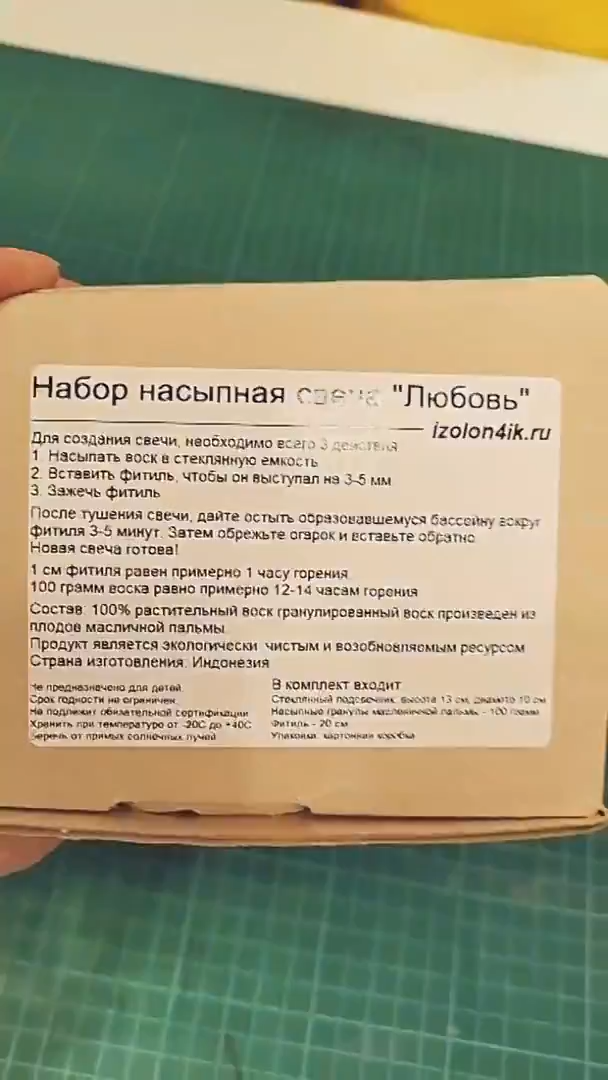 Набор насыпная свеча "Любовь"
izolon4ik.ru
Для создания свечи, необходимо всего 3 действия
1. Насыпать воск в стеклянную емкость
2. Вставить фитиль, чтобы он выступал на 3-5 мм
3. Зажечь фитиль
После тушения свечи, дайте остыть образовавшемуся бассейну вокруг
фитиля 3-5 минут. Затем обрежьте огарок и вставьте обратно
Новая свеча готова!
1 см фитиля равен примерно 1 часу горения
100 грамм воска равно примерно 12-14 часам горения
Состав: 100% растительный воск гранулированный воск произведен из
плодов масличной пальмы
Продукт является экологически чистым и возобновляемым ресурсом
Страна изготовления: Индонезия
Не предназначено для детей.
Срок годности не ограничен.
Не подлежит обязательной сертификации
Хранить при температуре от -20С до +40С
Беречь от прямых солнечных лучей
В комплект входит
Стеклянный подсвечник, высота 13 см, диаметр 10 см
Насыпные гранулы масличной пальмы - 100 грамм
Фитиль - 20 см
Упаковка: картонная коробка